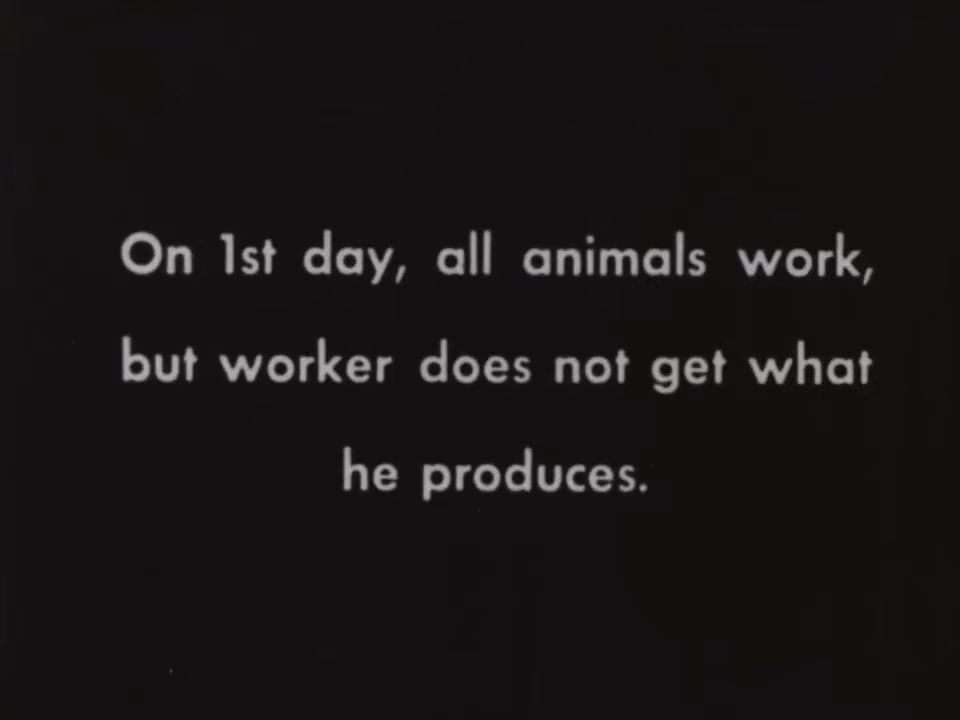 On 1st day, all animals work,
but worker does not get what
he produces.